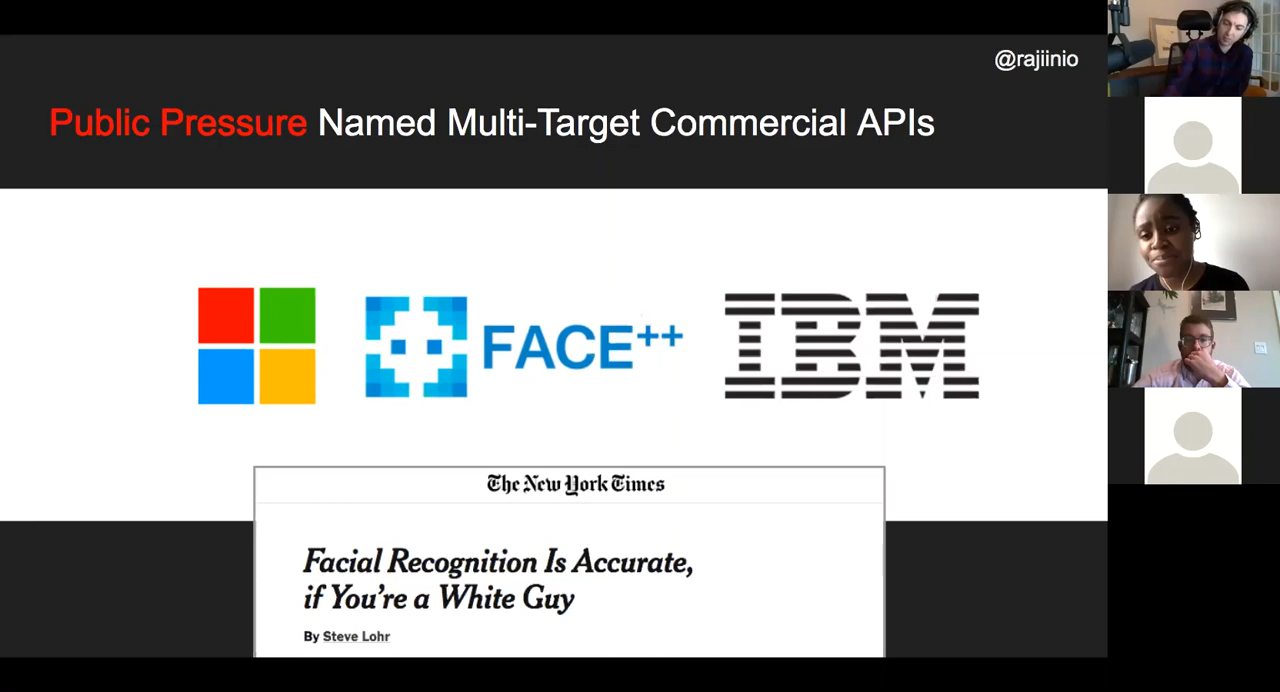 @rajiinio
Public Pressure Named Multi-Target Commercial APIs
FACE++
IBM
The New York Times
Facial Recognition Is Accurate,
if You're a White Guy
By Steve Lohr